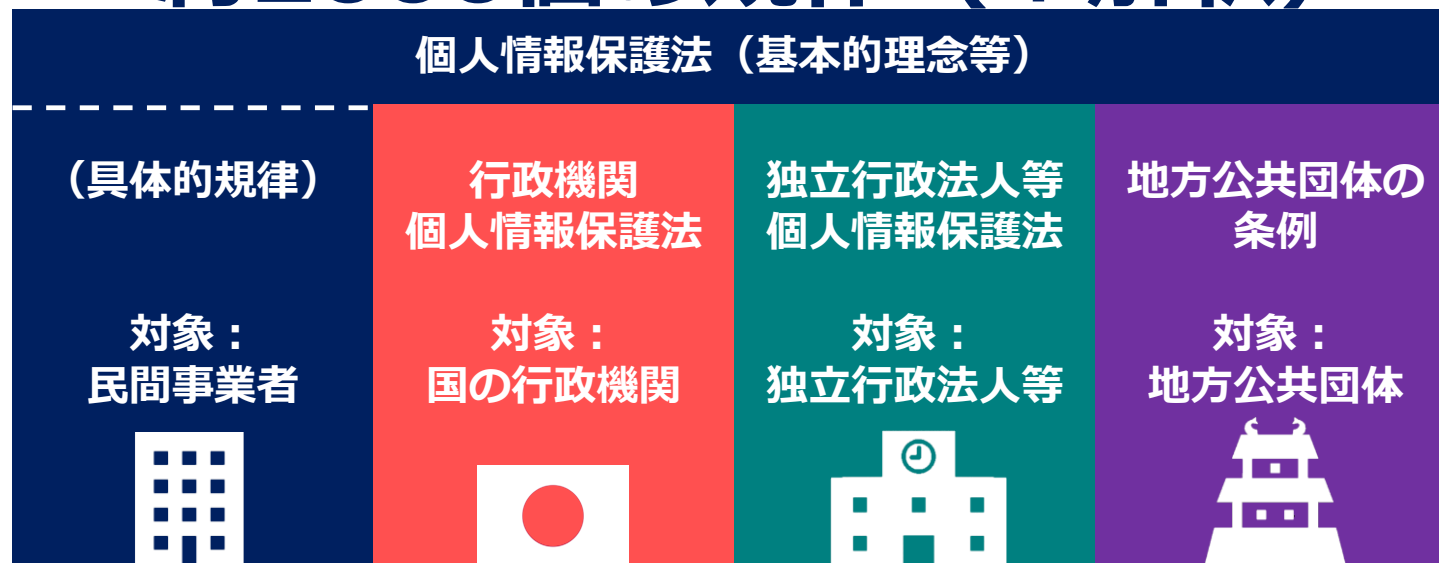 個人情報保護法（基本的理念等）
（具体的規律）
行政機関
個人情報保護法
独立行政法人等
個人情報保護法
地方公共団体の
条例
対象：
民間事業者
対象：
国の行政機関
対象：
独立行政法人等
対象：
地方公共団体